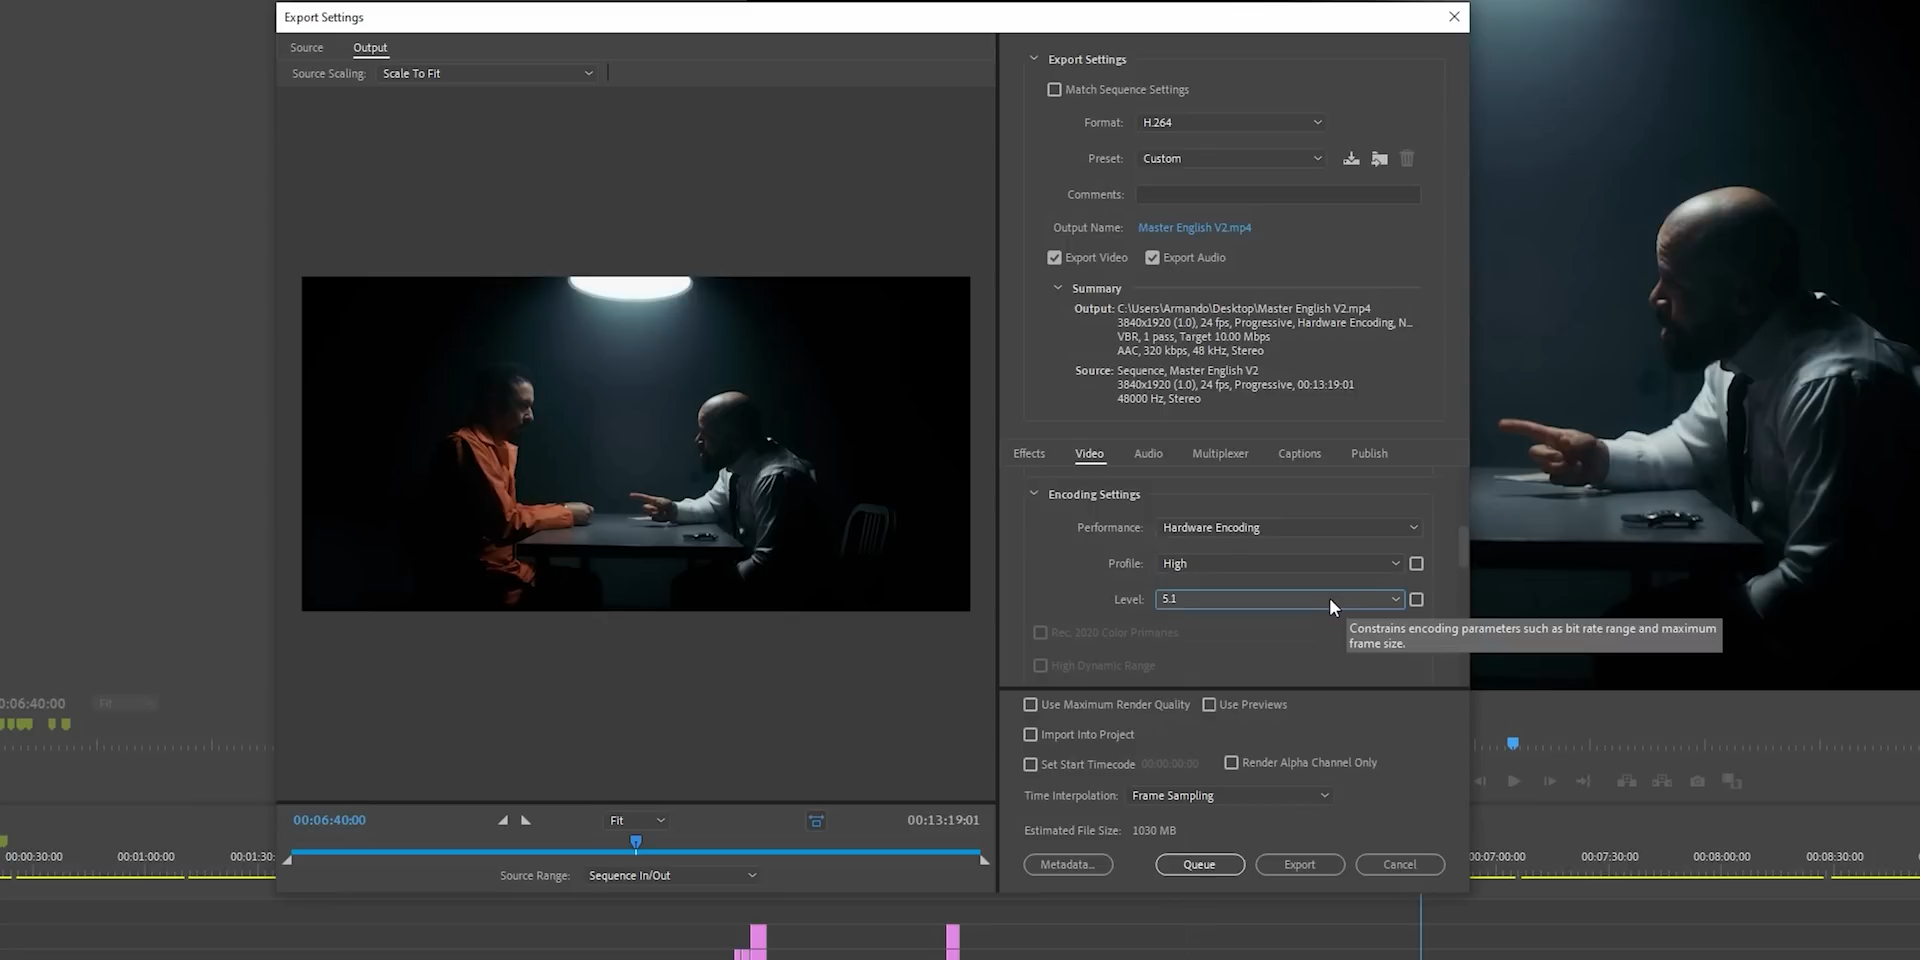 Export Settings
Source
Output
Source Scaling:
Scale To Fit
Export Settings
Match Sequence Settings
Format:
H.264
Preset:
Custom
Comments:
Output Name:
Master English V2.mp4
Export Video
Export Audio
Summary
Output: C:\Users\Armando\Desktop\Master English V2.mp4
3840x1920 (1.0), 24 fps, Progressive, Hardware Encoding, N...
VBR, 1 pass, Target 10.00 Mbps
AAC, 320 kbps, 48 kHz, Stereo
Source: Sequence, Master English V2
3840x1920 (1.0), 24 fps, Progressive, 00:13:19:01
48000 Hz, Stereo
Effects
Video
Audio
Multiplexer
Captions
Publish
Encoding Settings
Performance:
Hardware Encoding
Profile:
High
Level:
5.1
Constrains encoding parameters such as bit rate range and maximum
frame size.
Rec. 2020 Color Primaries
High Dynamic Range
Use Maximum Render Quality
Use Previews
Import Into Project
Set Start Timecode
00:00:00:00
Render Alpha Channel Only
Time Interpolation:
Frame Sampling
Estimated File Size:
1030 MB
Metadata...
Queue
Export
Cancel
00:06:40:00
Fit
00:13:19:01
Source Range:
Sequence In/Out
0:06:40:00
Fit
00:00:30:00
00:01:00:00
00:01:30:
00:07:00:00
00:07:30:00
00:08:00:00
00:08:30:00